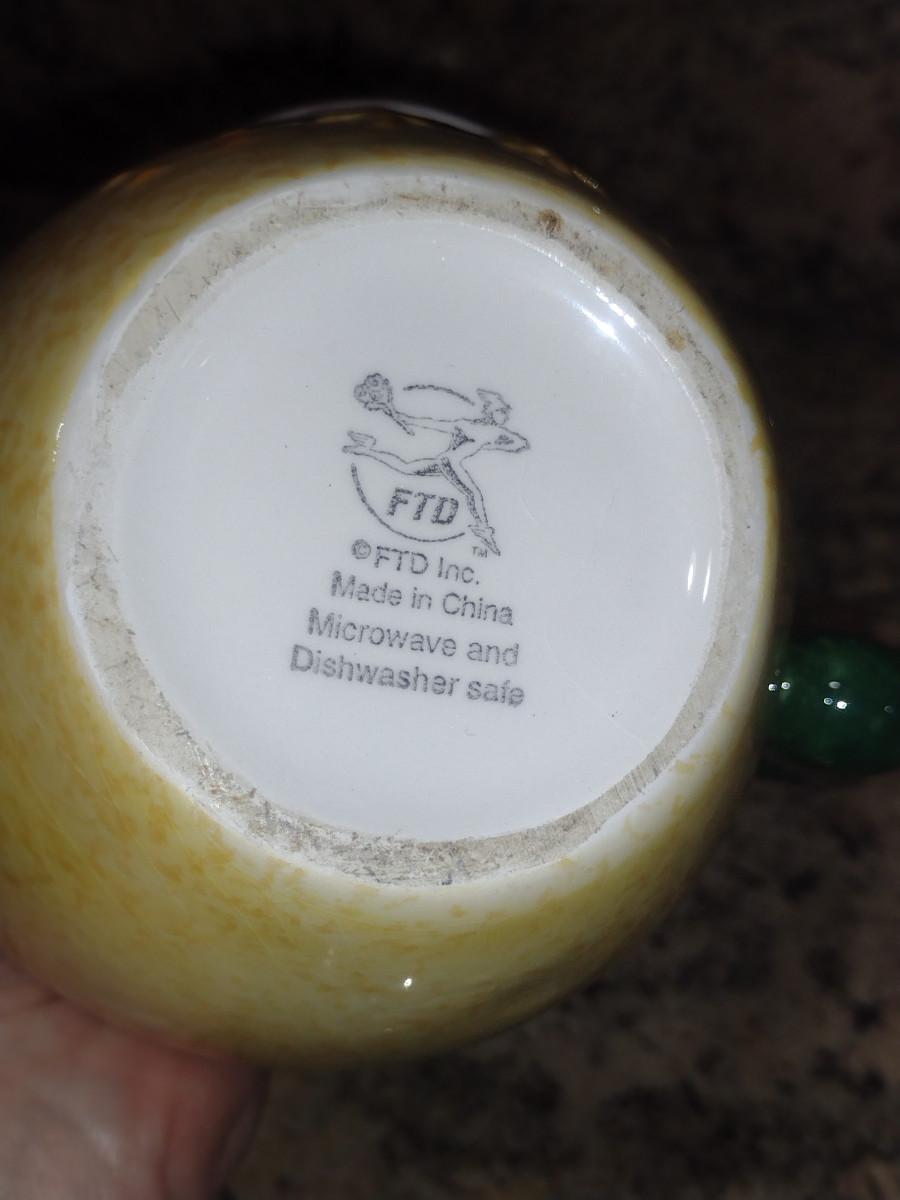 FTD
TM
©FTD Inc.
Made in China
Microwave and
Dishwasher safe